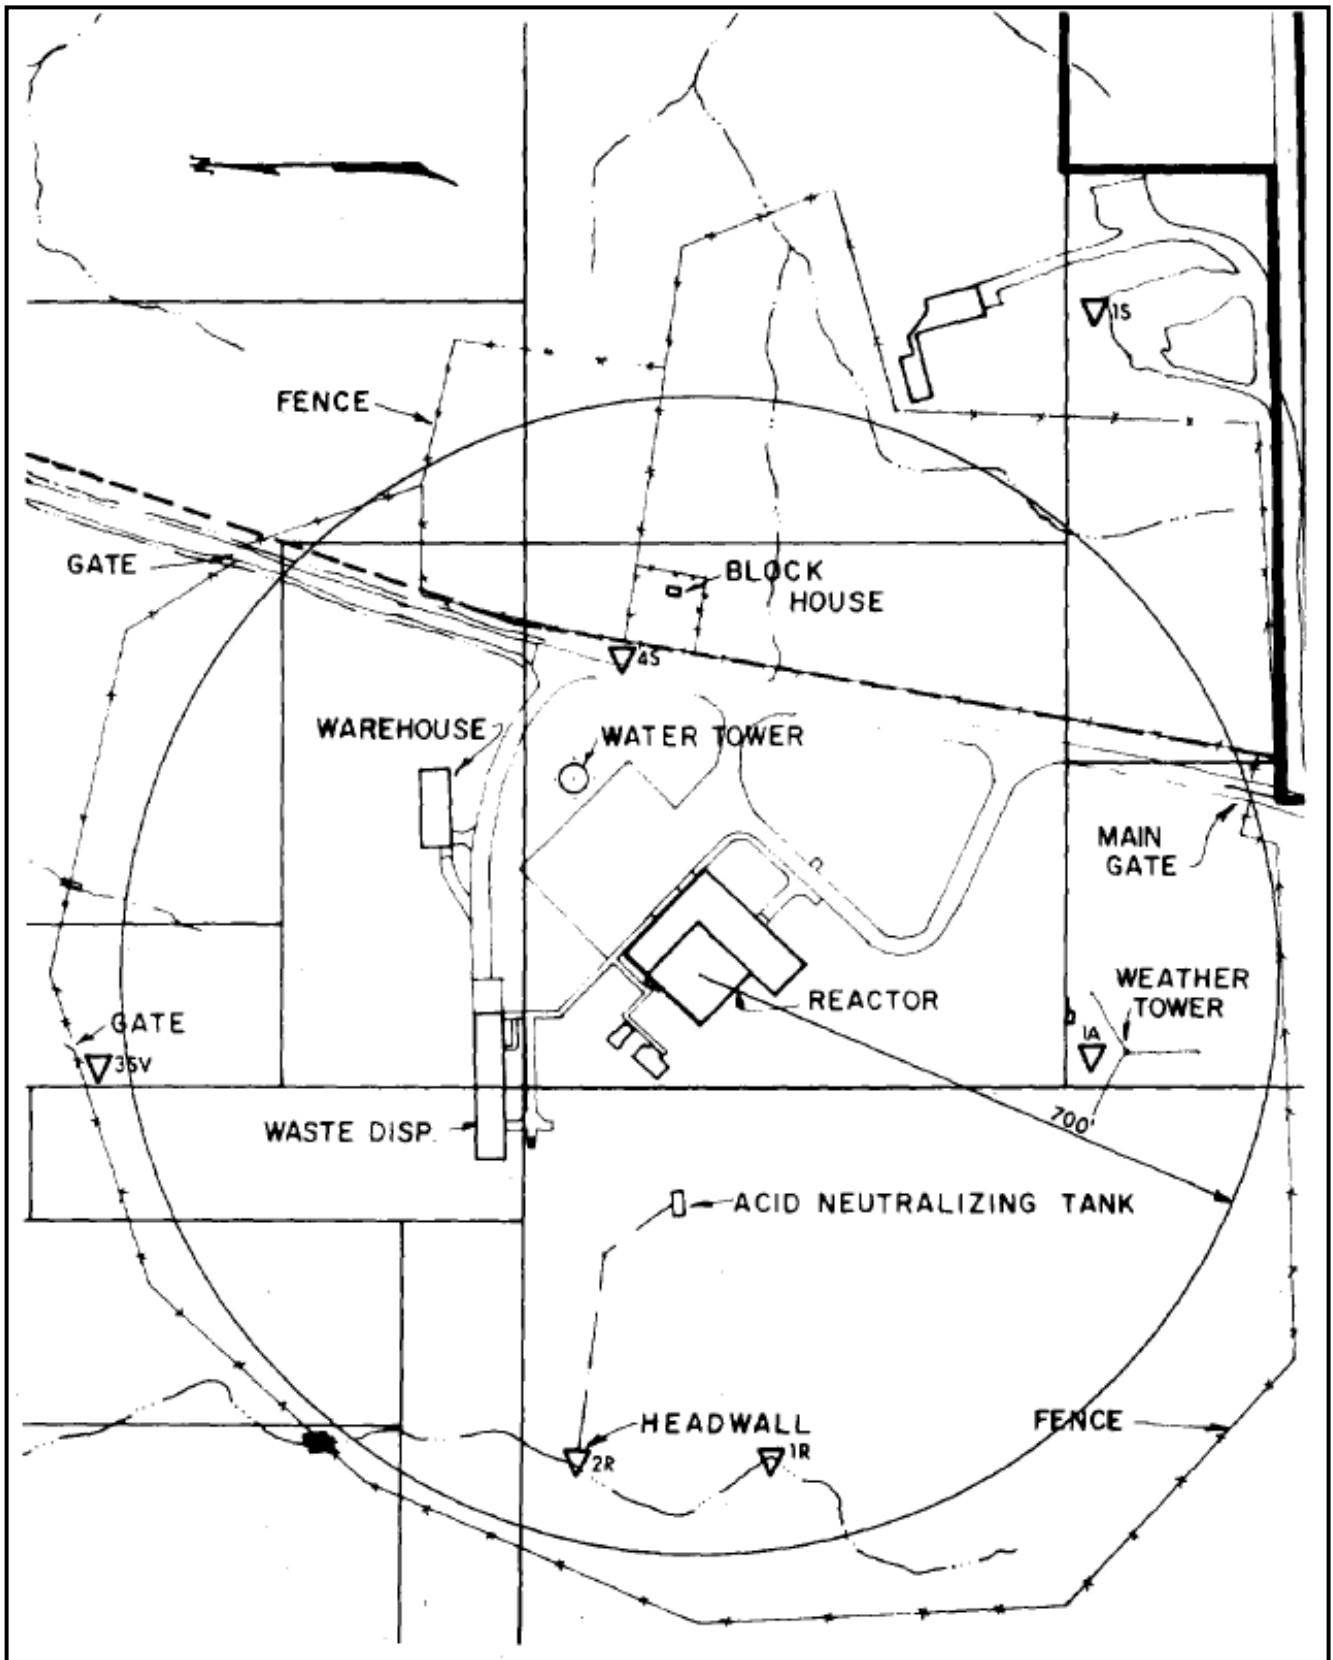 N
1S
FENCE
GATE
BLOCK
HOUSE
4S
WAREHOUSE
WATER TOWER
MAIN
GATE
WEATHER
TOWER
REACTOR
GATE
1A
3SV
700'
WASTE DISP.
ACID NEUTRALIZING TANK
HEADWALL
FENCE
2R
1R